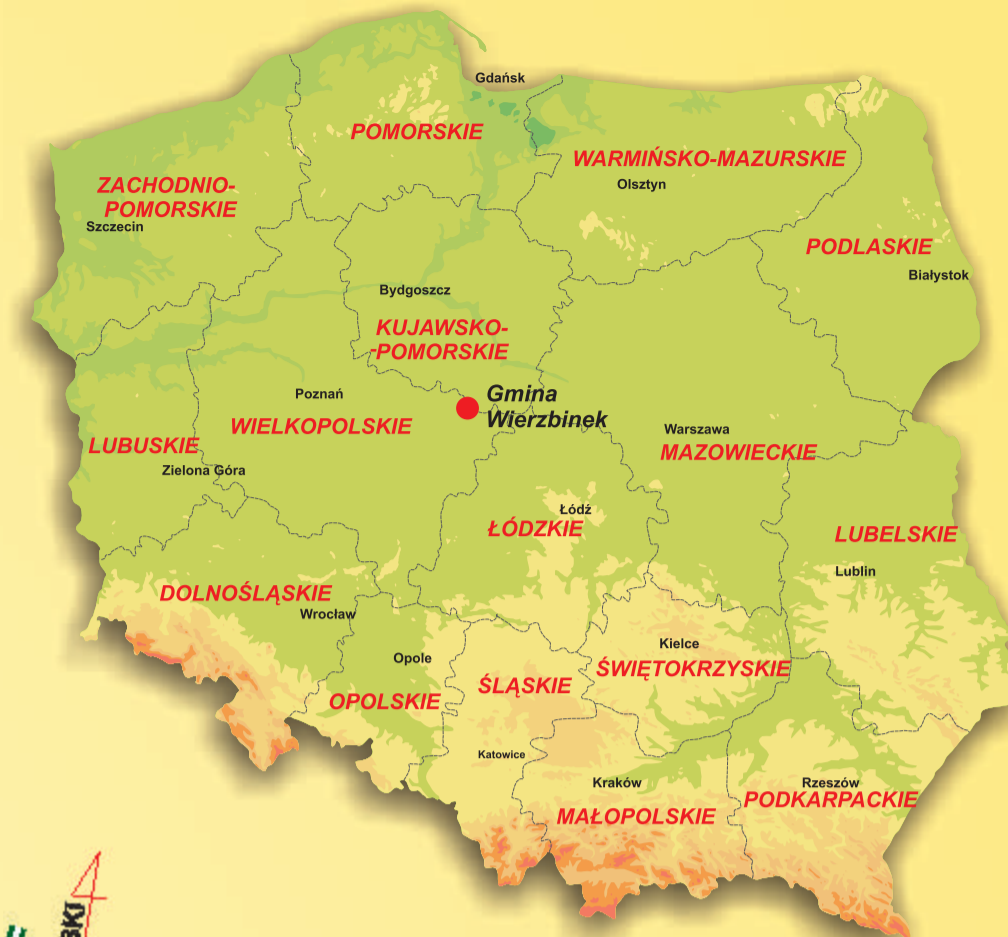 Gdańsk
POMORSKIE
WARMIŃSKO-MAZURSKIE
Olsztyn
ZACHODNIO-
POMORSKIE
Szczecin
PODLASKIE
Białystok
Bydgoszcz
KUJAWSKO-
-POMORSKIE
Poznań
Gmina
Wierzbinek
WIELKOPOLSKIE
Warszawa
MAZOWIECKIE
LUBUSKIE
Zielona Góra
Łódź
ŁÓDZKIE
LUBELSKIE
Lublin
DOLNOŚLĄSKIE
Wrocław
Kielce
ŚWIĘTOKRZYSKIE
Opole
OPOLSKIE
ŚLĄSKIE
Katowice
Kraków
MAŁOPOLSKIE
Rzeszów
PODKARPACKIE